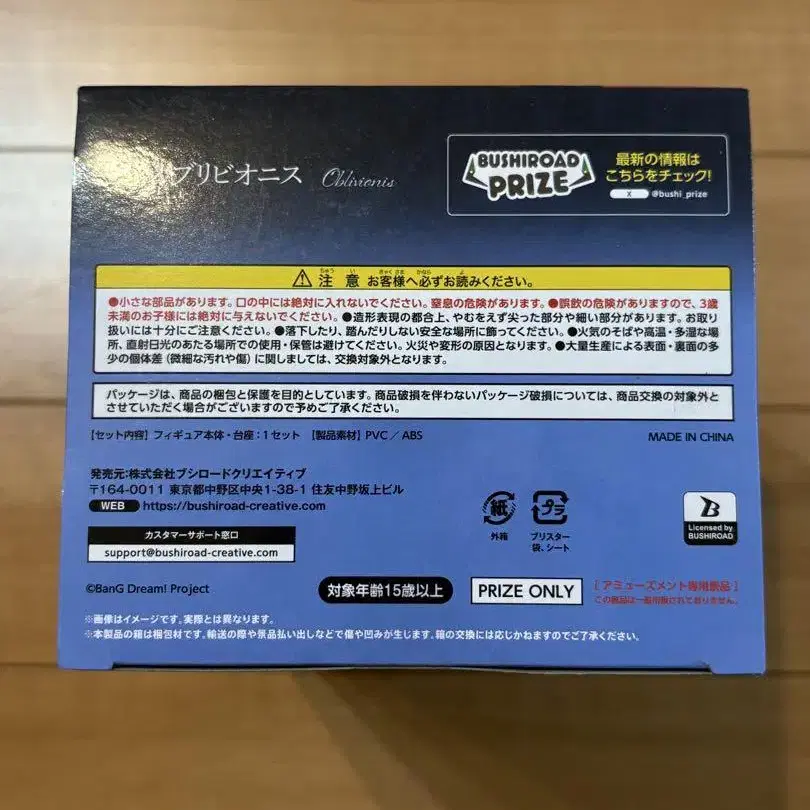 ブリビオニス Oblivionis
BUSHIROAD
PRIZE
最新の情報は
こちらをチェック!
X @bushi_prize
⚠注意 お客様へ必ずお読みください。
ちゅう い きゃくさま かなら よ
●小さな部品があります。口の中には絶対に入れないでください。窒息の危険があります。●誤飲の危険がありますので、3歳
未満のお子様には絶対に与えないでください。●造形表現の都合上、やむをえず尖った部分や細い部分があります。お取
り扱いには十分にご注意ください。●落下したり、踏んだりしない安全な場所に飾ってください。●火気のそばや高温・多湿な場
所、直射日光のあたる場所での使用・保管は避けてください。火災や変形の原因となります。●大量生産による表面・裏面の多
少の個体差(微細な汚れや傷)に関しましては、交換対象外となります。
パッケージは、商品の梱包と保護を目的としています。商品破損を伴わないパッケージ破損については、商品交換の対象外と
させていただく場合がございますので予めご了承ください。
【セット内容】フィギュア本体・台座:1セット 【製品素材】PVC/ABS
MADE IN CHINA
発売元:株式会社ブシロードクリエイティブ
〒164-0011 東京都中野区中央1-38-1 住友中野坂上ビル
WEB https://bushiroad-creative.com
カスタマーサポート窓口
support@bushiroad-creative.com
紙
外箱
プラ
ブリスター
袋、シート
B
Licensed by
BUSHIROAD
©BanG Dream! Project
対象年齢15歳以上
PRIZE ONLY
[アミューズメント専用景品]
この商品は一般市販されておりません。
※画像はイメージです。実際とは異なります。
※本製品の箱は梱包材です。輸送の際や景品払い出しなどで傷や凹みが生じます。箱の交換には応じかねますのでご了承ください。